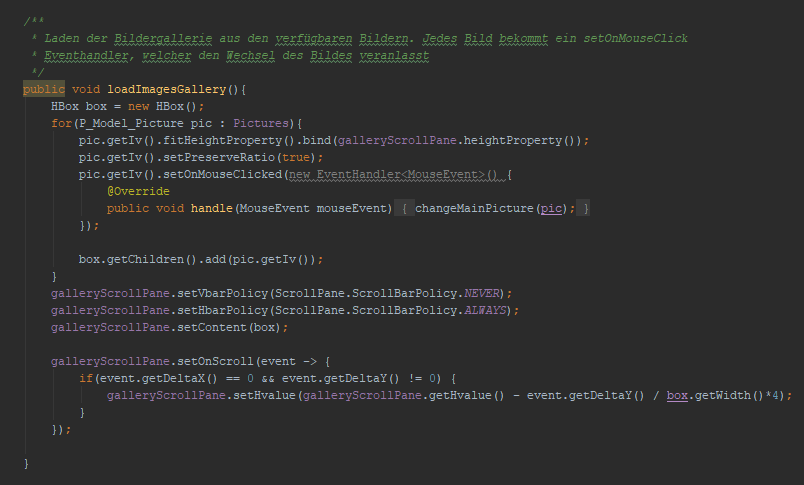 /**
 * Laden der Bildergallerie aus den verfügbaren Bildern. Jedes Bild bekommt ein setOnMouseClick
 * Eventhandler, welcher den Wechsel des Bildes veranlasst
 */
public void loadImagesGallery(){
    HBox box = new HBox();
    for(P_Model_Picture pic : Pictures){
        pic.getIv().fitHeightProperty().bind(galleryScrollPane.heightProperty());
        pic.getIv().setPreserveRatio(true);
        pic.getIv().setOnMouseClicked(new EventHandler<MouseEvent>() {
            @Override
            public void handle(MouseEvent mouseEvent) { changeMainPicture(pic); }
        });
        box.getChildren().add(pic.getIv());
    }
    galleryScrollPane.setVbarPolicy(ScrollPane.ScrollBarPolicy.NEVER);
    galleryScrollPane.setHbarPolicy(ScrollPane.ScrollBarPolicy.ALWAYS);
    galleryScrollPane.setContent(box);
    galleryScrollPane.setOnScroll(event -> {
        if(event.getDeltaX() == 0 && event.getDeltaY() != 0) {
            galleryScrollPane.setHvalue(galleryScrollPane.getHvalue() - event.getDeltaY() / box.getWidth()*4);
        }
    });
}